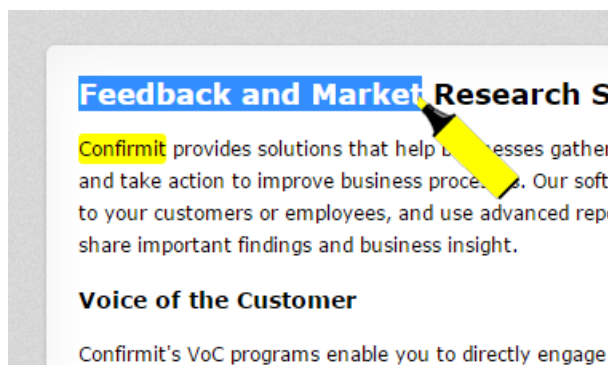 Feedback and Market Research S
Confirmit provides solutions that help gather
and take action to improve business Our soft
to your customers or employees, and use advanced rep
share important findings and business insight.
Voice of the Customer
Confirmit's VoC programs enable you to directly engage